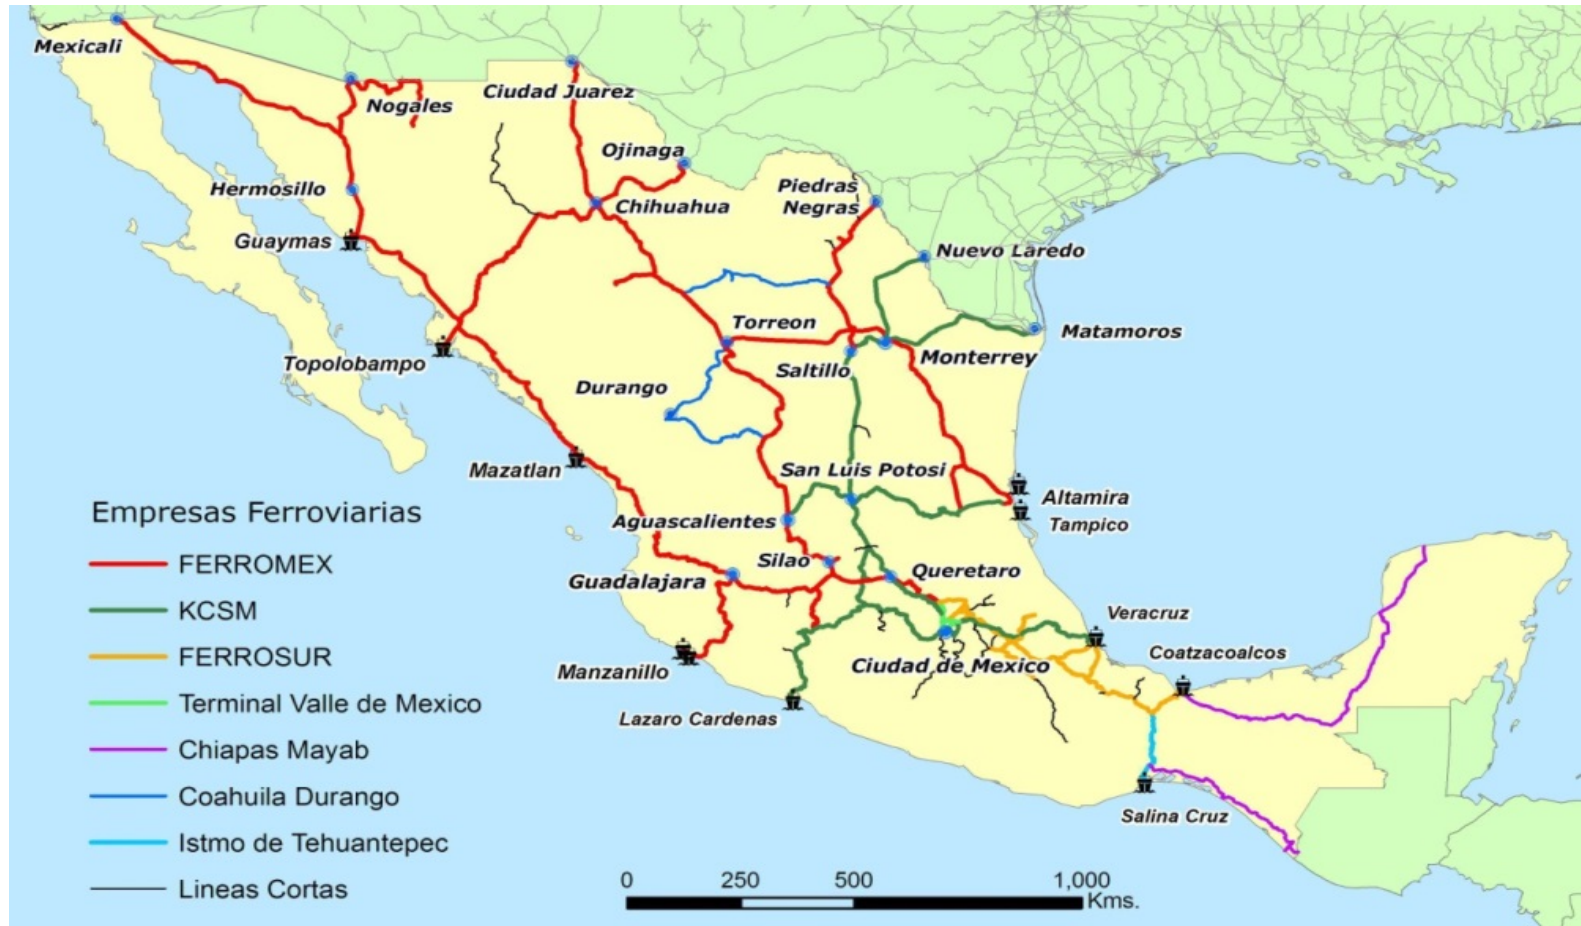 Mexicali
Nogales
Ciudad Juarez
Ojinaga
Hermosillo
Chihuahua
Piedras
Negras
Guaymas
Nuevo Laredo
Torreon
Matamoros
Topolobampo
Saltillo
Monterrey
Durango
Mazatlan
San Luis Potosi
Altamira
Tampico
Aguascalientes
Silao
Queretaro
Guadalajara
Veracruz
Coatzacoalcos
Manzanillo
Ciudad de Mexico
Lazaro Cardenas
Salina Cruz
Empresas Ferroviarias
FERROMEX
KCSM
FERROSUR
Terminal Valle de Mexico
Chiapas Mayab
Coahuila Durango
Istmo de Tehuantepec
Lineas Cortas
0 250 500 1,000
Kms.